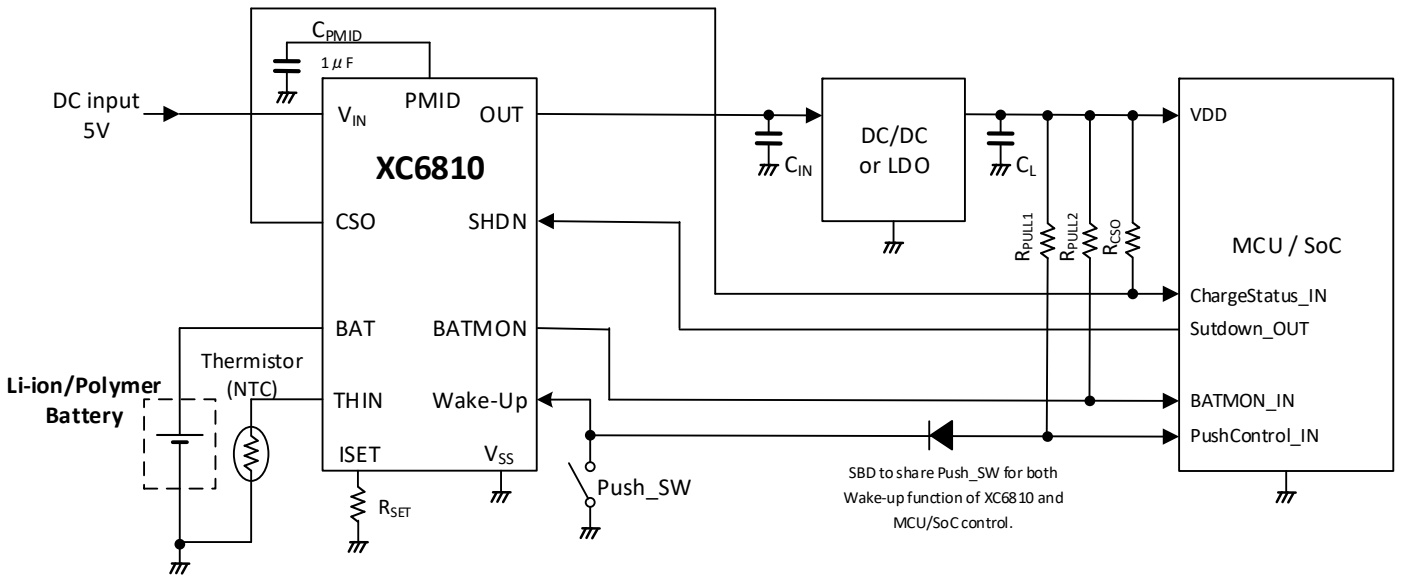 C_PMID
1μF
DC input
5V
V_IN
PMID
OUT
XC6810
CSO
SHDN
BAT
BATMON
THIN
Wake-Up
ISET
V_SS
Thermistor
(NTC)
Li-ion/Polymer
Battery
R_SET
Push_SW
C_IN
DC/DC
or LDO
C_L
R_PULL1
R_PULL2
R_CSO
SBD to share Push_SW for both
Wake-up function of XC6810 and
MCU/SoC control.
VDD
MCU / SoC
ChargeStatus_IN
Sutdown_OUT
BATMON_IN
PushControl_IN